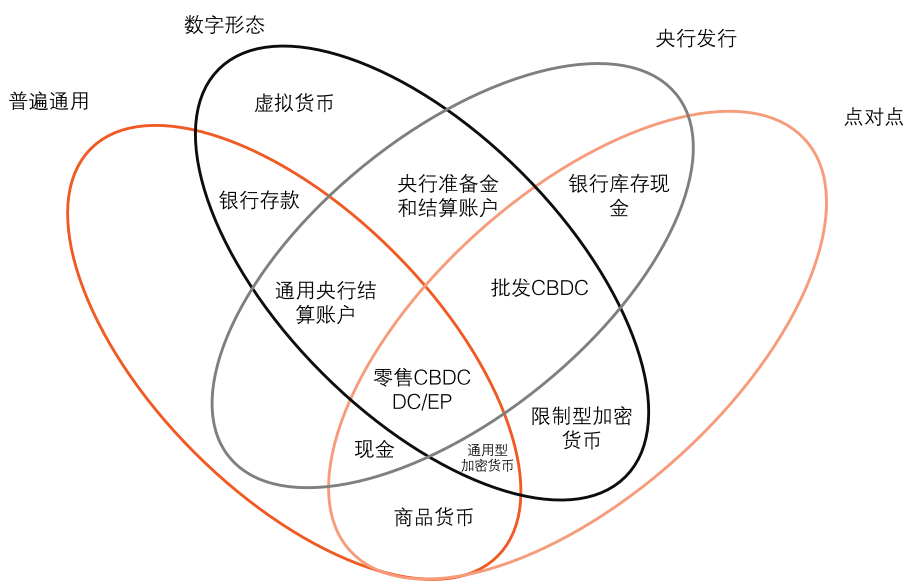 数字形态
央行发行
普遍通用
点对点
虚拟货币
银行存款
央行准备金
和结算账户
银行库存现
金
通用央行结
算账户
批发CBDC
零售CBDC
DC/EP
限制型加密
货币
现金
通用型
加密货币
商品货币